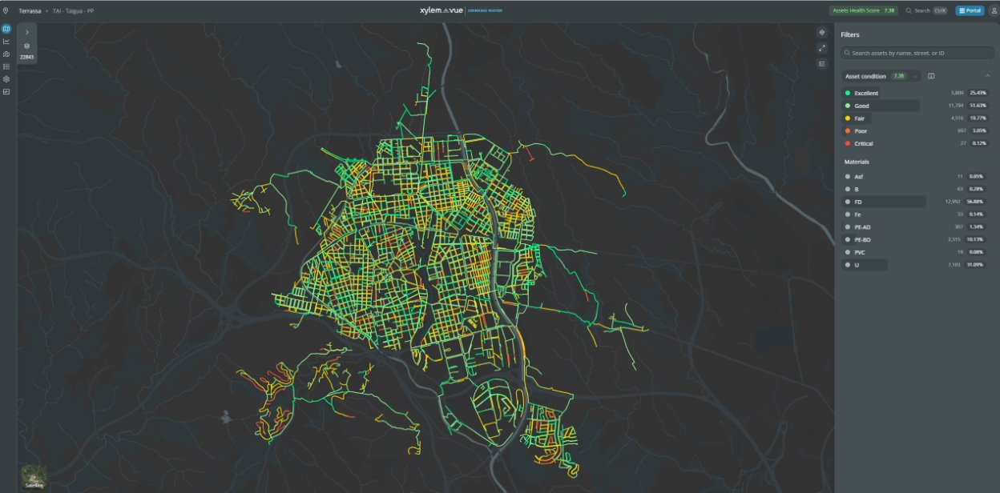 Terrassa > TAI - Taigua - PP
xylem vue DRINKING WATER
Assets Health Score 7.38
Search CtrlK
Portal
22843
Filters
Search assets by name, street, or ID
Asset condition 7.38
Excellent 5,809 25.43%
Good 11,794 51.63%
Fair 4,516 19.77%
Poor 697 3.05%
Critical 27 0.12%
Materials
Asf 11 0.05%
B 63 0.28%
FD 12,992 56.88%
Fe 33 0.14%
PE-AD 307 1.34%
PE-BD 2,315 10.13%
PVC 19 0.08%
U 7,103 31.09%
Satellite